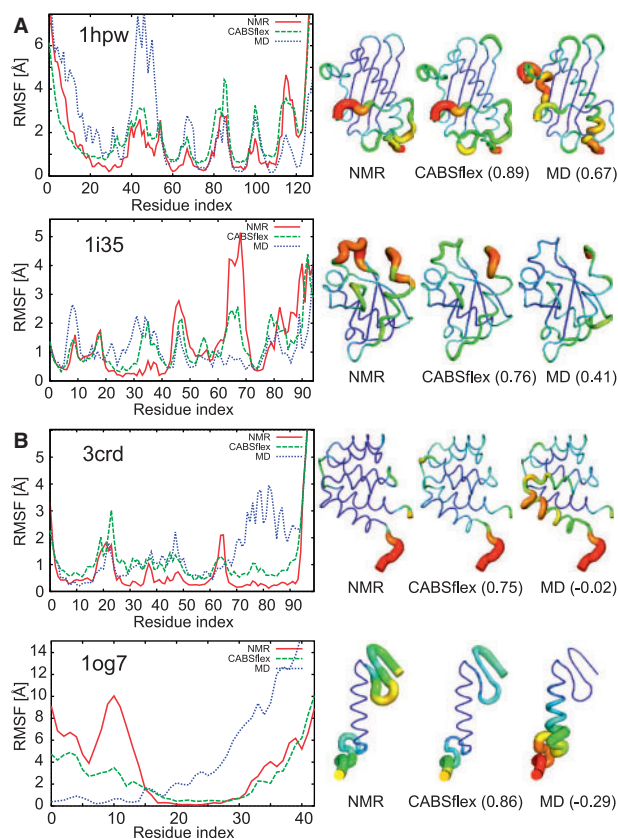 A
1hpw
NMR
CABSflex
MD
RMSF [Å]
6
4
2
0
0 20 40 60 80 100 120
Residue index
NMR CABSflex (0.89) MD (0.67)
1i35
NMR
CABSflex
MD
RMSF [Å]
5
4
3
2
1
0
0 10 20 30 40 50 60 70 80 90
Residue index
NMR CABSflex (0.76) MD (0.41)
B
3crd
NMR
CABSflex
MD
RMSF [Å]
5
4
3
2
1
0
0 10 20 30 40 50 60 70 80 90
Residue index
NMR CABSflex (0.75) MD (-0.02)
1og7
NMR
CABSflex
MD
RMSF [Å]
14
12
10
8
6
4
2
0
0 10 20 30 40
Residue index
NMR CABSflex (0.86) MD (-0.29)